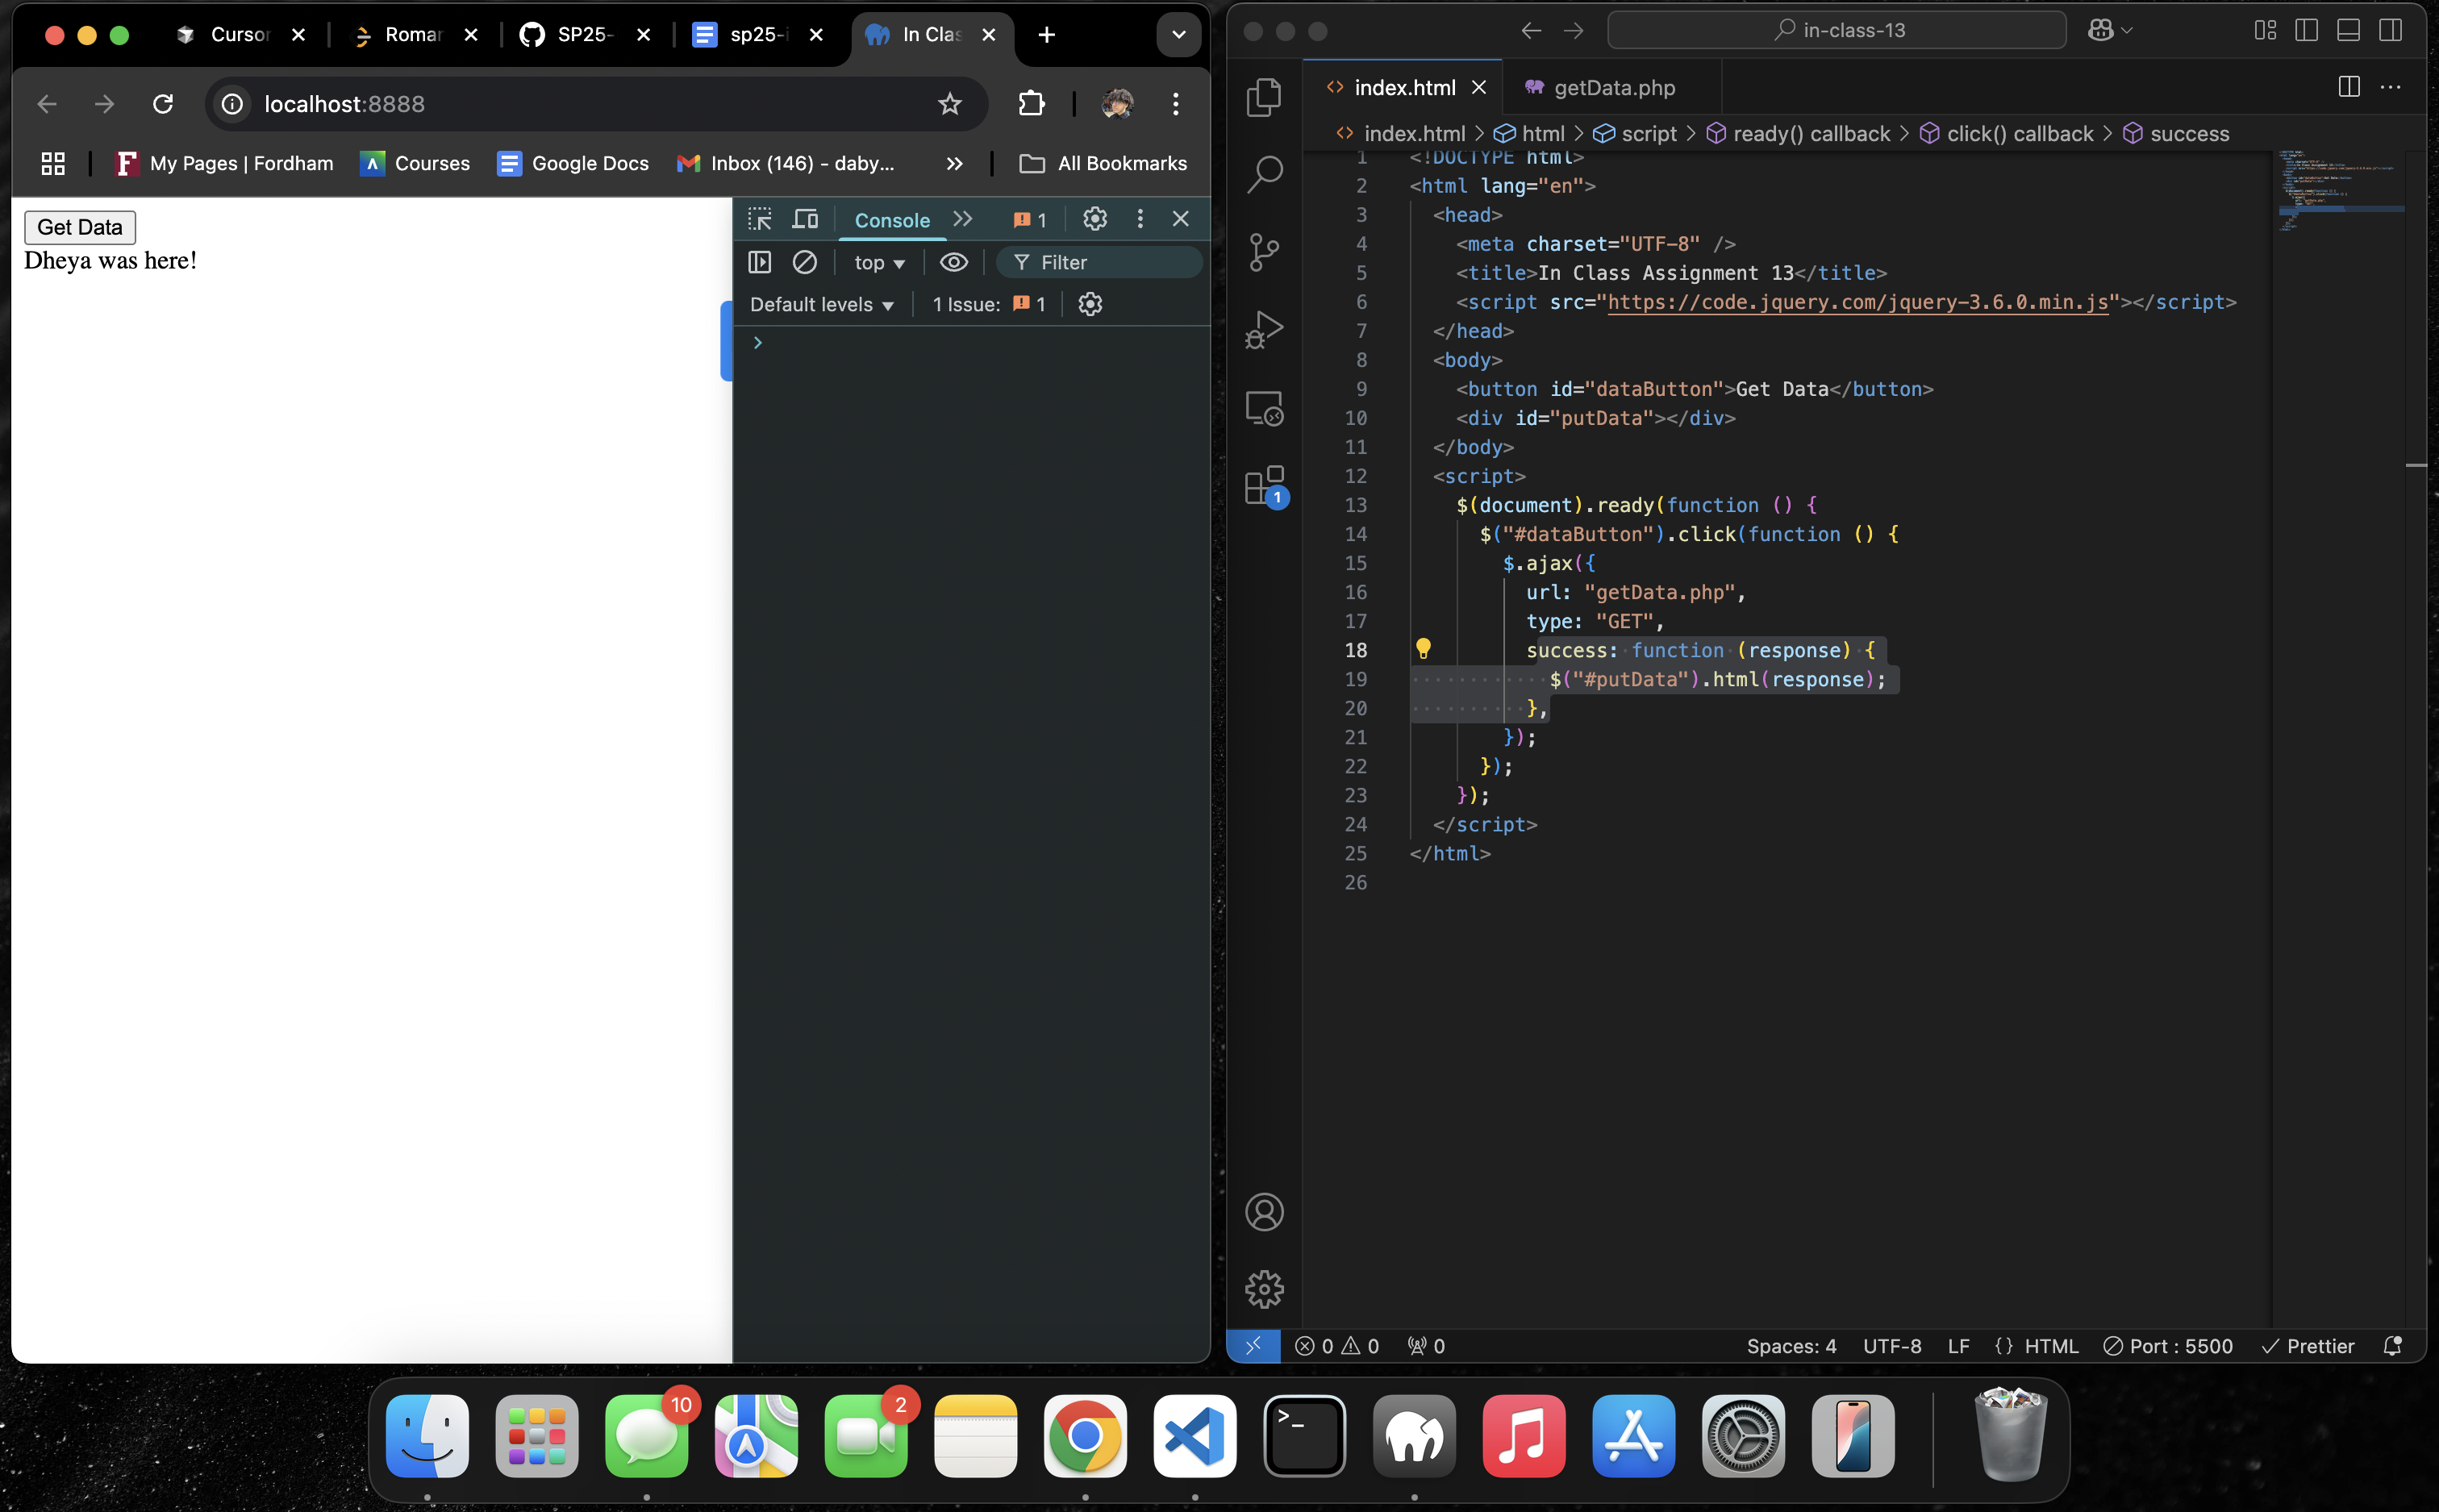 Cursor
Roman
SP25-
sp25-i
In Clas
localhost:8888
My Pages | Fordham
Courses
Google Docs
Inbox (146) - daby...
All Bookmarks
Get Data
Dheya was here!
Console
1
top
Filter
Default levels
1 Issue:
1
in-class-13
index.html
getData.php
index.html > html > script > ready() callback > click() callback > success
1 <!DOCTYPE html>
2 <html lang="en">
3 <head>
4 <meta charset="UTF-8" />
5 <title>In Class Assignment 13</title>
6 <script src="https://code.jquery.com/jquery-3.6.0.min.js"></script>
7 </head>
8 <body>
9 <button id="dataButton">Get Data</button>
10 <div id="putData"></div>
11 </body>
12 <script>
13 $(document).ready(function () {
14 $("#dataButton").click(function () {
15 $.ajax({
16 url: "getData.php",
17 type: "GET",
18 success: function (response) {
19 $("#putData").html(response);
20 },
21 });
22 });
23 });
24 </script>
25 </html>
26
1
0 0 0
Spaces: 4 UTF-8 LF {} HTML Port : 5500 Prettier
10
2
>_